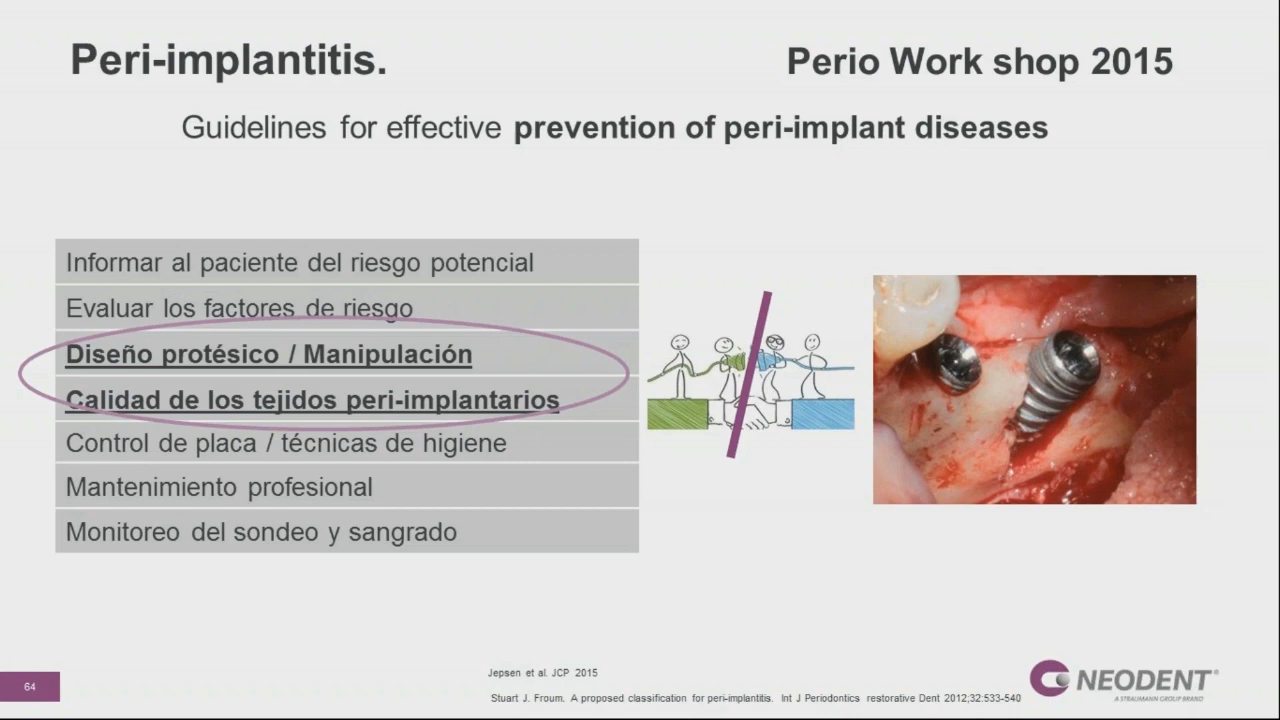 Peri-implantitis.
Perio Work shop 2015
Guidelines for effective prevention of peri-implant diseases
Informar al paciente del riesgo potencial
Evaluar los factores de riesgo
Diseño protésico / Manipulación
Calidad de los tejidos peri-implantarios
Control de placa / técnicas de higiene
Mantenimiento profesional
Monitoreo del sondeo y sangrado
Jepsen et al. JCP 2015
Stuart J. Froum. A proposed classification for peri-implantitis. Int J Periodontics restorative Dent 2012;32:533-540
64
NEODENT®
A STRAUMANN GROUP BRAND